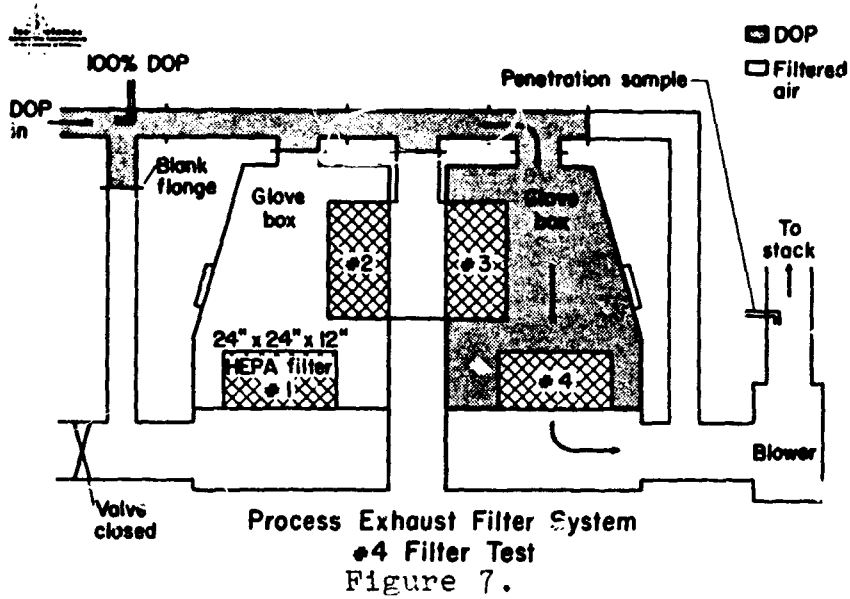 100% DOP
DOP
in
DOP
Filtered
air
Penetration sample
Blank
flange
Glove
box
Glove
box
To
stack
#2
#3
24" x 24" x 12"
HEPA filter
#1
#4
Blower
Valve
closed
Process Exhaust Filter System
#4 Filter Test
Figure 7.